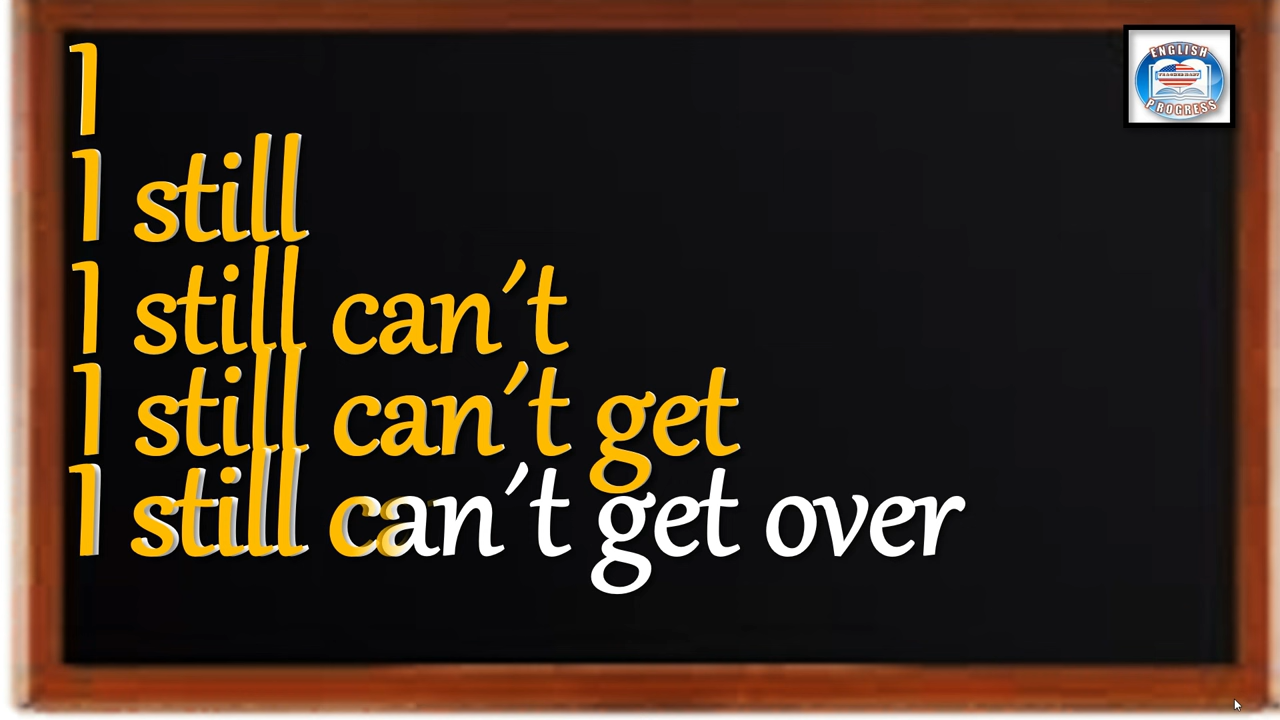 I
I still
I still can't
I still can't get
I still can't get over
ENGLISH
PROGRESS